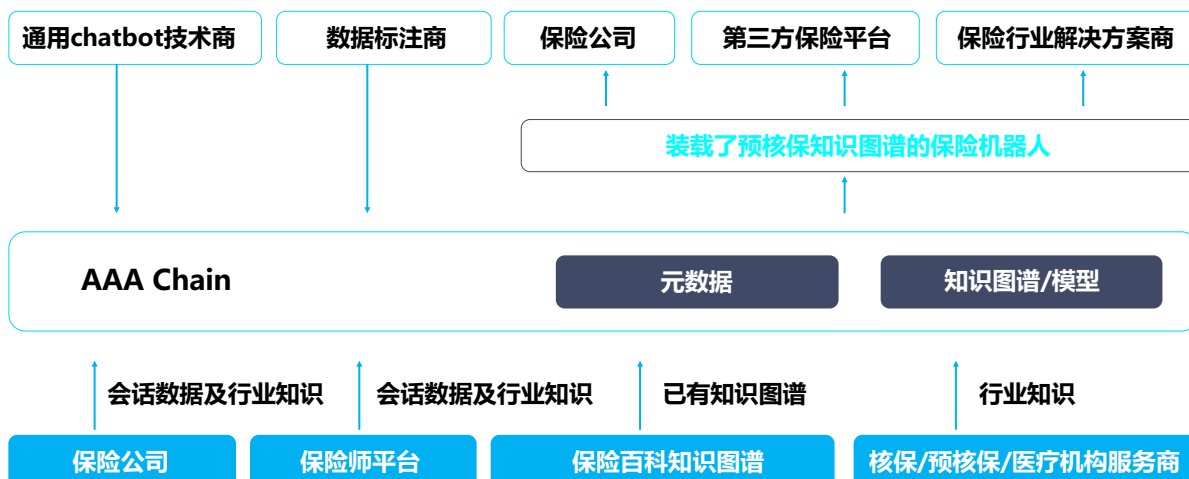 通用chatbot技术商
数据标注商
保险公司
第三方保险平台
保险行业解决方案商
装载了预核保知识图谱的保险机器人
AAA Chain
元数据
知识图谱/模型
会话数据及行业知识
会话数据及行业知识
已有知识图谱
行业知识
保险公司
保险师平台
保险百科知识图谱
核保/预核保/医疗机构服务商